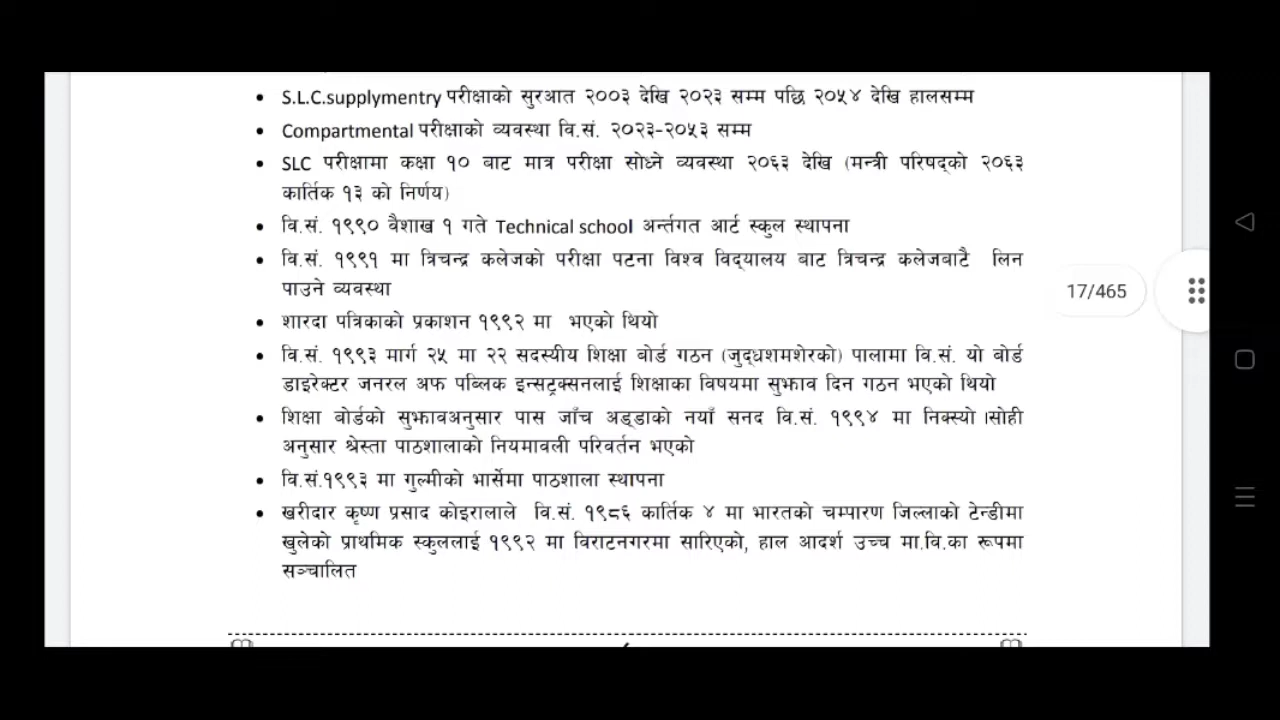 • S.L.C.supplymentry परीक्षाको सुरआत २००३ देखि २०२३ सम्म पछि २०५४ देखि हालसम्म
• Compartmental परीक्षाको व्यवस्था वि.सं. २०२३-२०५३ सम्म
• SLC परीक्षामा कक्षा १० बाट मात्र परीक्षा सोध्ने व्यवस्था २०६३ देखि (मन्त्री परिषद्को २०६३
कार्तिक १३ को निर्णय)
• वि.सं. १९९० वैशाख १ गते Technical school अर्न्तगत आर्ट स्कुल स्थापना
• वि.सं. १९९१ मा त्रिचन्द्र कलेजको परीक्षा पटना विश्व विद्यालय बाट त्रिचन्द्र कलेजबाटै लिन
पाउने व्यवस्था
17/465
• शारदा पत्रिकाको प्रकाशन १९९२ मा भएको थियो
• वि.सं. १९९३ मार्ग २५ मा २२ सदस्यीय शिक्षा बोर्ड गठन (जुद्धशमशेरको) पालामा वि.सं. यो बोर्ड
डाइरेक्टर जनरल अफ पब्लिक इन्सट्रक्सनलाई शिक्षाका विषयमा सुझाव दिन गठन भएको थियो
• शिक्षा बोर्डको सुझावअनुसार पास जाँच अड्डाको नयाँ सनद वि.सं. १९९४ मा निक्स्यो ।सोही
अनुसार श्रेस्ता पाठशालाको नियमावली परिवर्तन भएको
• वि.सं.१९९३ मा गुल्मीको भार्सेमा पाठशाला स्थापना
• खरीदार कृष्ण प्रसाद कोइरालाले वि.सं. १९८६ कार्तिक ४ मा भारतको चम्पारण जिल्लाको टेन्डीमा
खुलेको प्राथमिक स्कुललाई १९९२ मा विराटनगरमा सारिएको, हाल आदर्श उच्च मा.वि.का रूपमा
सञ्चालित